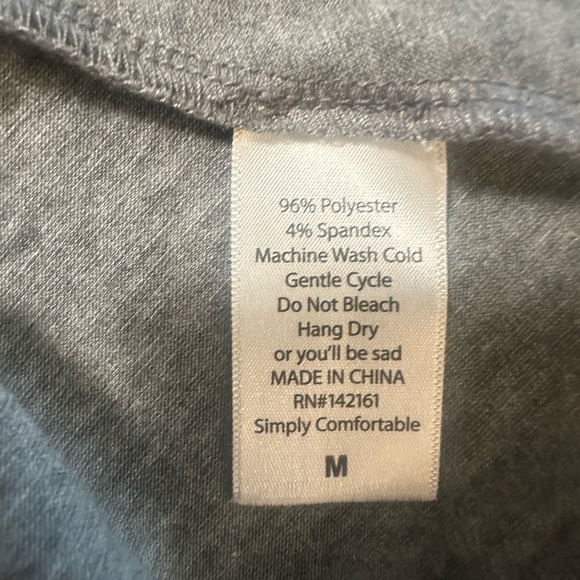 96% Polyester
4% Spandex
Machine Wash Cold
Gentle Cycle
Do Not Bleach
Hang Dry
or you'll be sad
MADE IN CHINA
RN#142161
Simply Comfortable
M